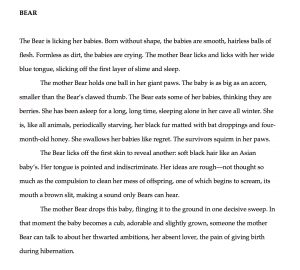 BEAR
The Bear is licking her babies. Born without shape, the babies are smooth, hairless balls of
flesh. Formless as dirt, the babies are crying. The mother Bear licks and licks with her wide
blue tongue, slicking off the first layer of slime and sleep.
The mother Bear holds one ball in her giant paws. The baby is as big as an acorn,
smaller than the Bear's clawed thumb. The Bear eats some of her babies, thinking they are
berries. She has been asleep for a long, long time, sleeping alone in her cave all winter. She
is, like all animals, periodically starving, her black fur matted with bat droppings and four-
month-old honey. She swallows her babies like regret. The survivors squirm in her paws.
The Bear licks off the first skin to reveal another: soft black hair like an Asian
baby's. Her tongue is pointed and indiscriminate. Her ideas are rough—not thought so
much as the compulsion to clean her mess of offspring, one of which begins to scream, its
mouth a brown slit, making a sound only Bears can hear.
The mother Bear drops this baby, flinging it to the ground in one decisive sweep. In
that moment the baby becomes a cub, adorable and slightly grown, someone the mother
Bear can talk to about her thwarted ambitions, her absent lover, the pain of giving birth
during hibernation.